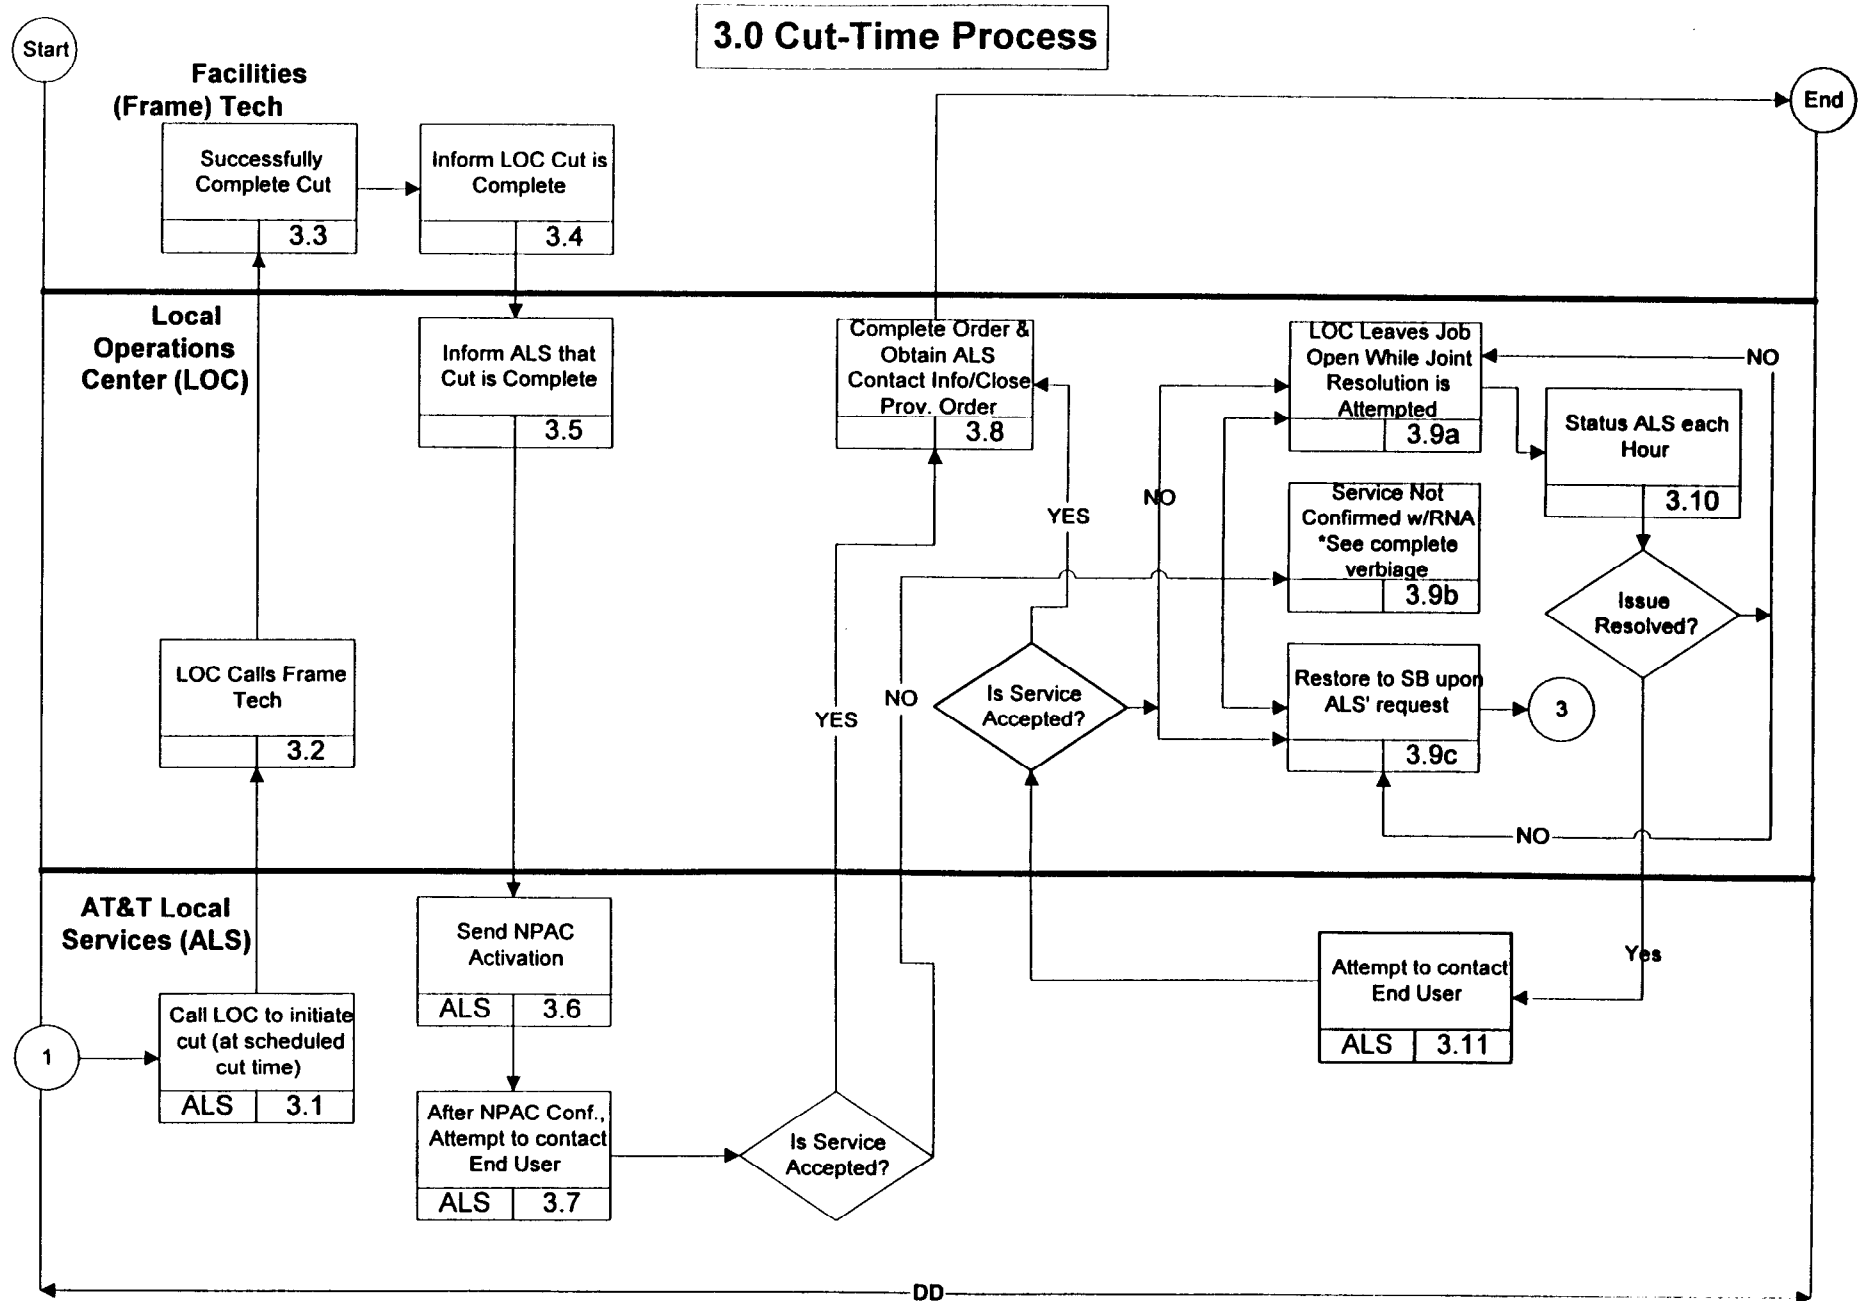 3.0 Cut-Time Process
Start
End
Facilities
(Frame) Tech
Successfully
Complete Cut
3.3
Inform LOC Cut is
Complete
3.4
Local
Operations
Center (LOC)
Inform ALS that
Cut is Complete
3.5
Complete Order &
Obtain ALS
Contact Info/Close
Prov. Order
3.8
LOC Leaves Job
Open While Joint
Resolution is
Attempted
3.9a
NO
Status ALS each
Hour
3.10
NO
YES
Service Not
Confirmed w/RNA
*See complete
verbiage
3.9b
Issue
Resolved?
LOC Calls Frame
Tech
3.2
YES
NO
Is Service
Accepted?
Restore to SB upon
ALS' request
3.9c
3
NO
AT&T Local
Services (ALS)
Send NPAC
Activation
ALS 3.6
Attempt to contact
End User
ALS 3.11
Yes
1
Call LOC to initiate
cut (at scheduled
cut time)
ALS 3.1
After NPAC Conf.,
Attempt to contact
End User
ALS 3.7
Is Service
Accepted?
DD